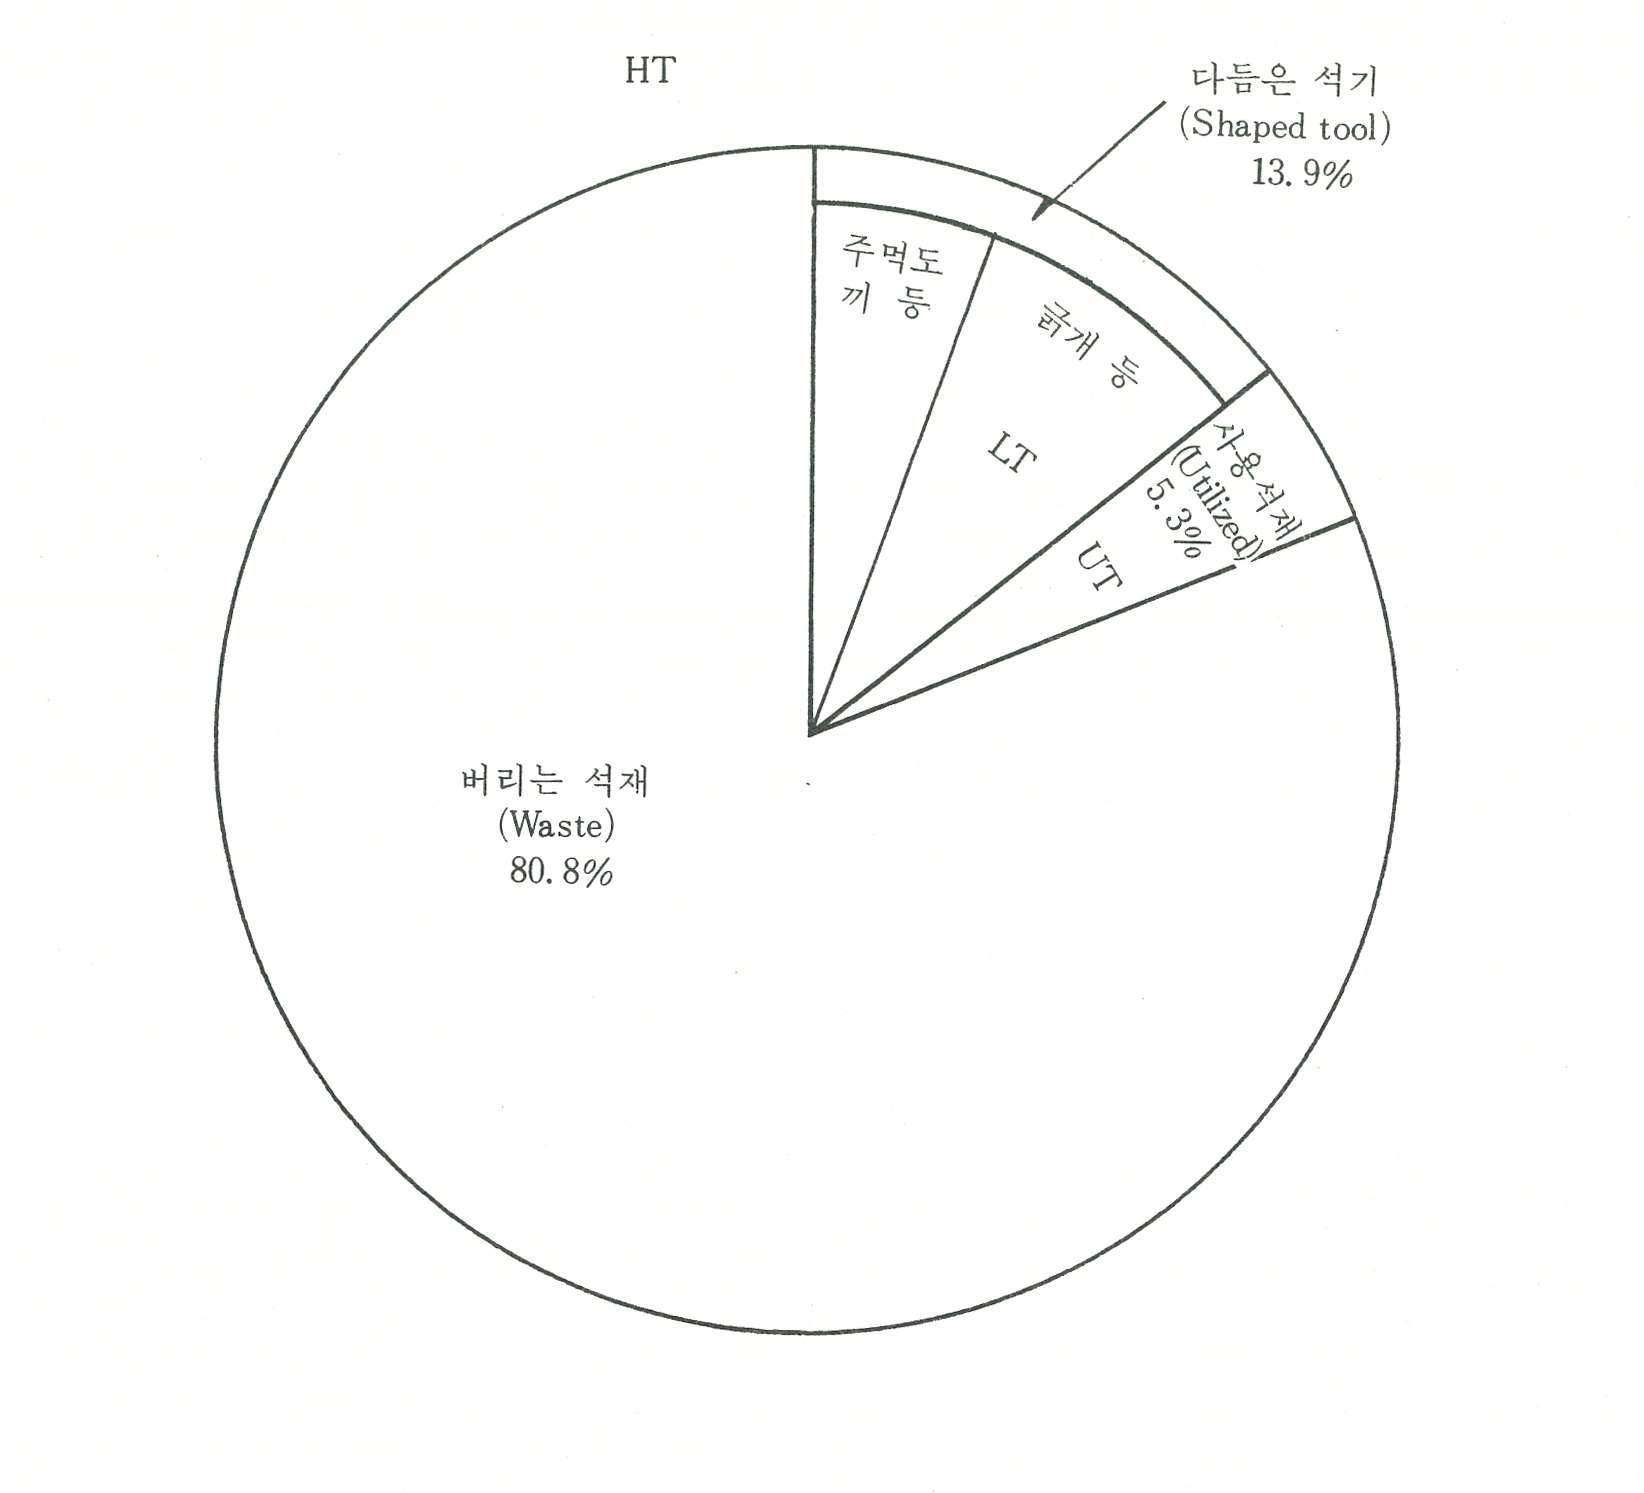 HT
다듬은 석기
(Shaped tool)
13.9%
주먹도
끼 등
긁개 등
LT
사용석재
(Utilized)
5.3%
UT
버리는 석재
(Waste)
80.8%